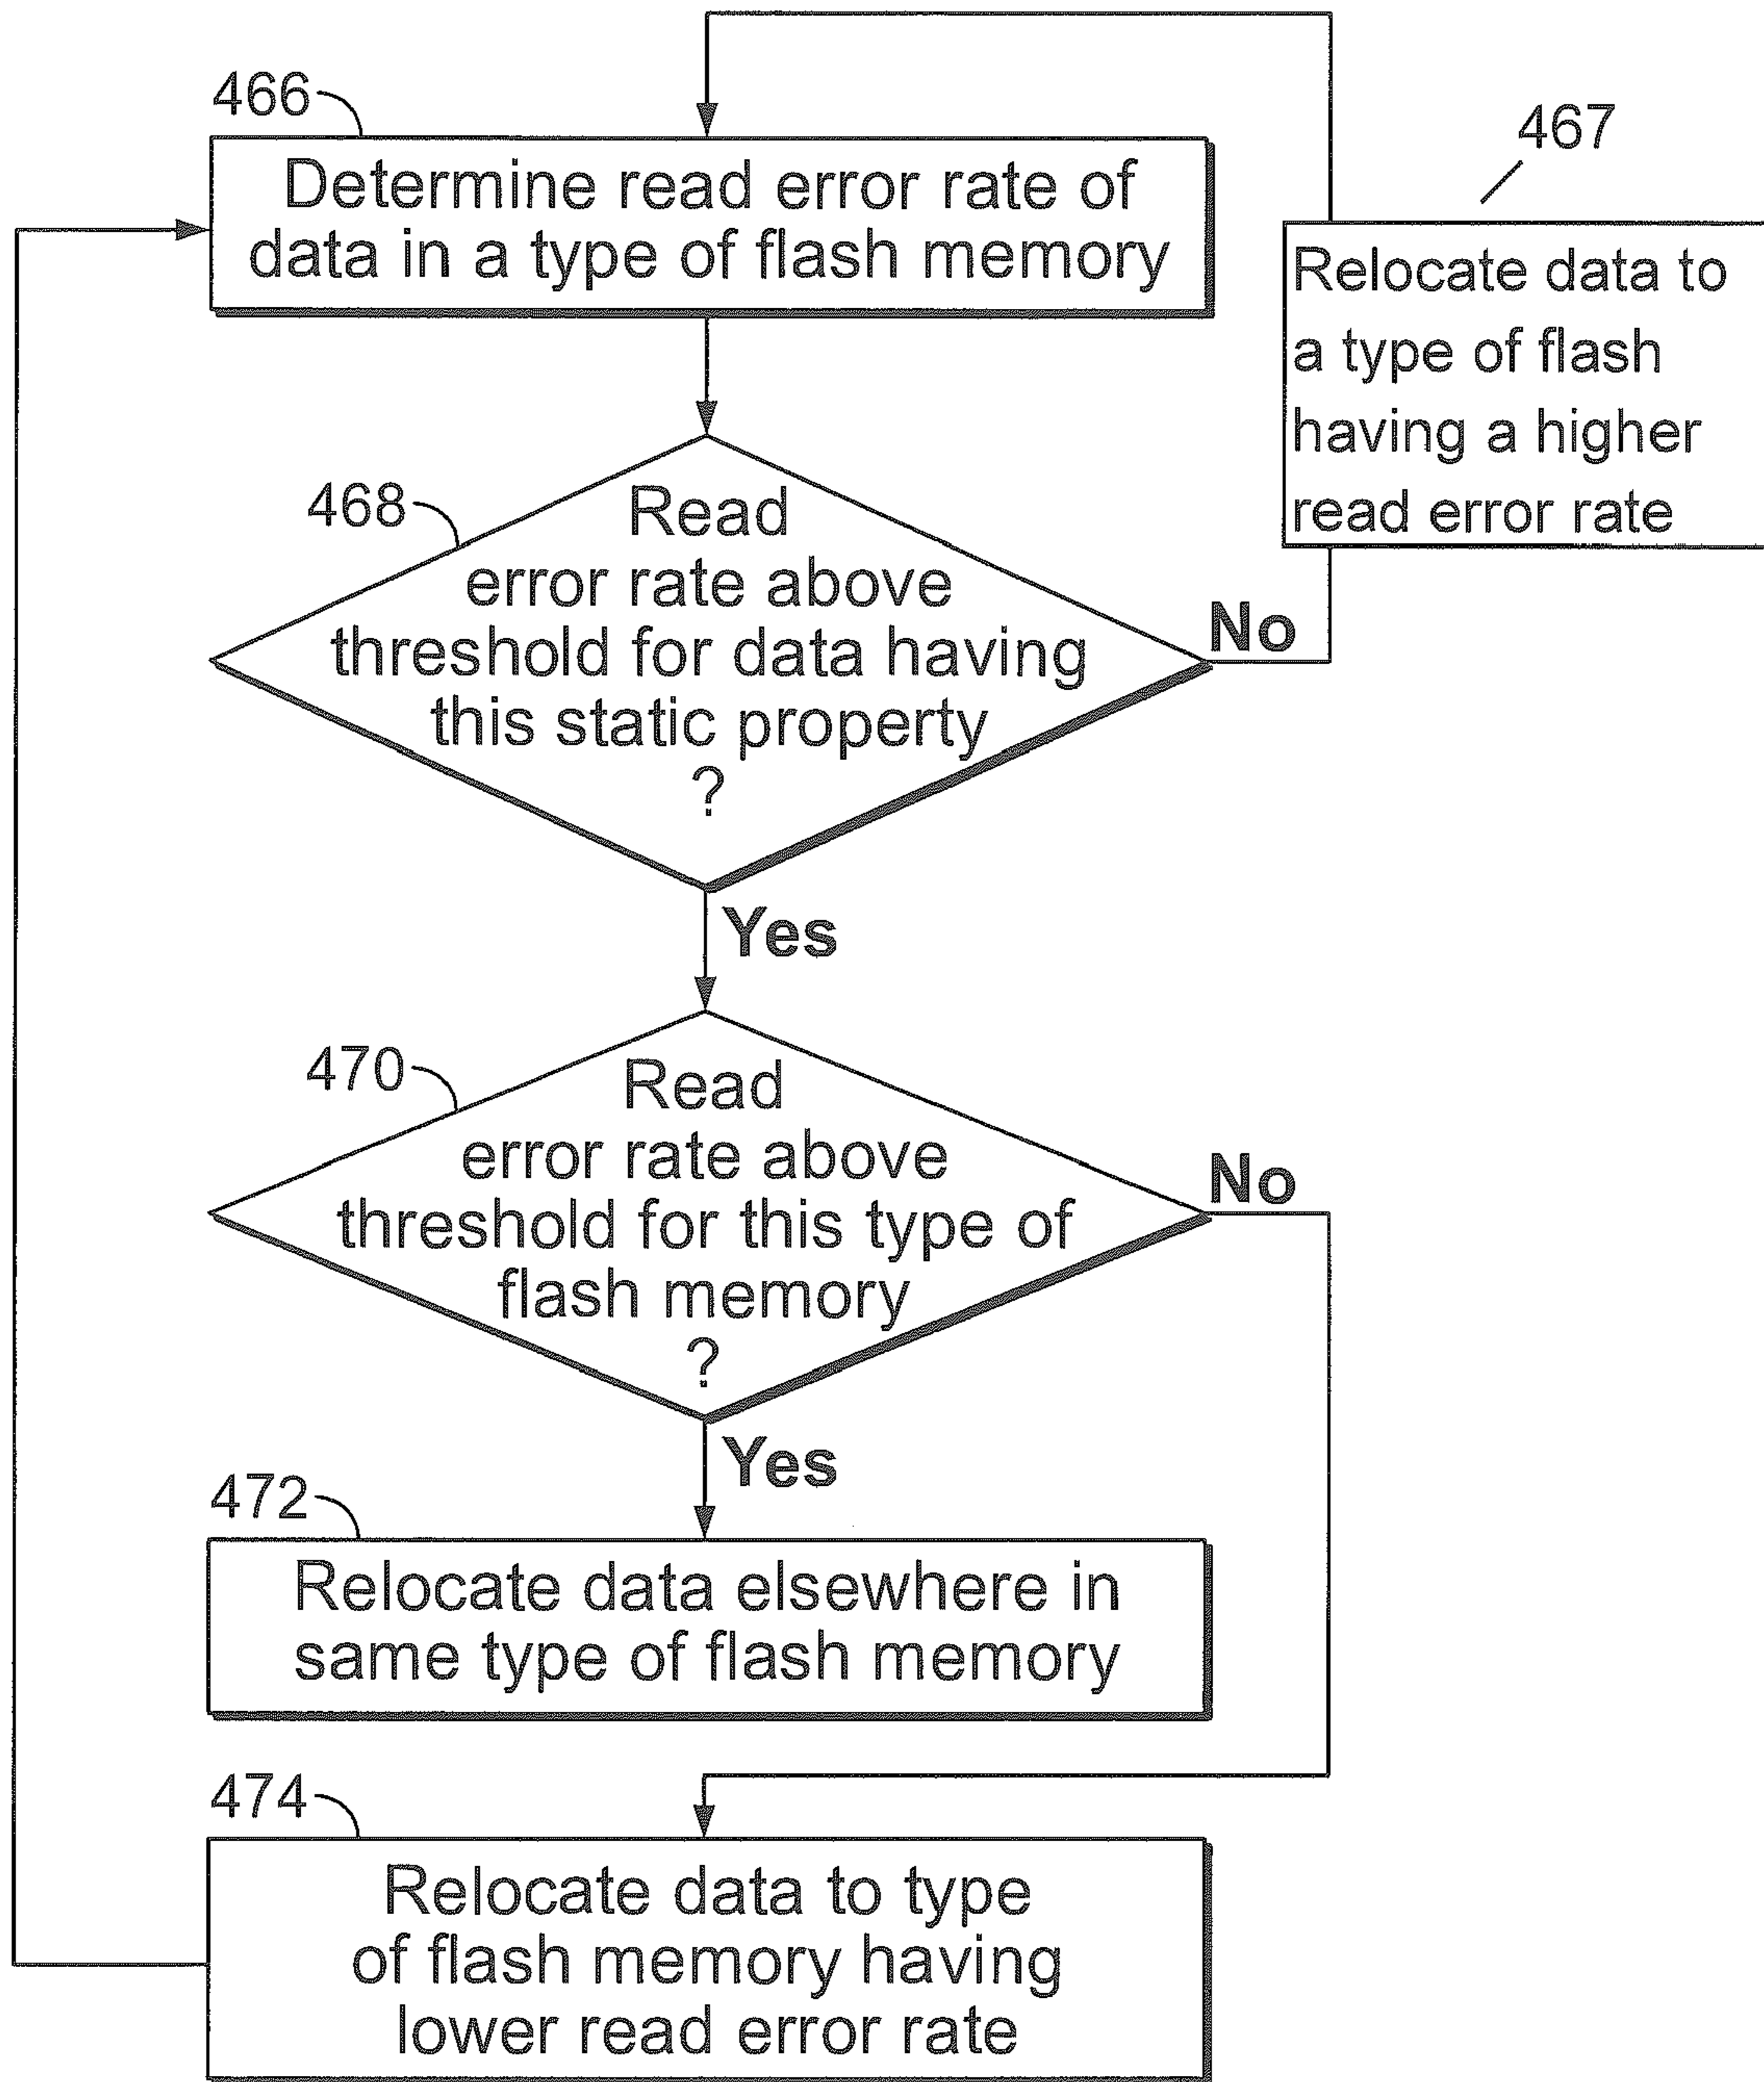 466
Determine read error rate of
data in a type of flash memory
467
Relocate data to
a type of flash
having a higher
read error rate
468
Read
error rate above
threshold for data having
this static property
?
No
Yes
470
Read
error rate above
threshold for this type of
flash memory
?
No
Yes
472
Relocate data elsewhere in
same type of flash memory
474
Relocate data to type
of flash memory having
lower read error rate